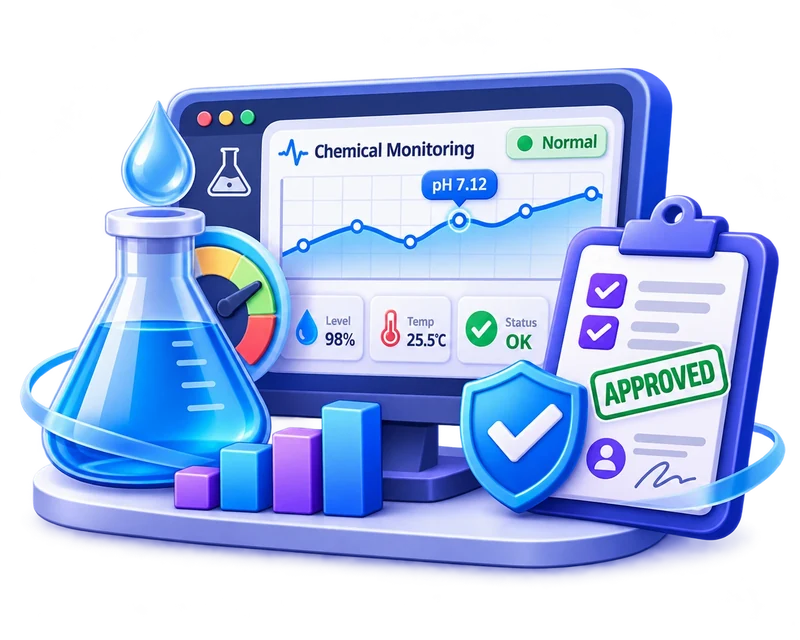 Chemical Monitoring
Normal
pH 7.12
Level
98%
Temp
25.5℃
Status
OK
APPROVED